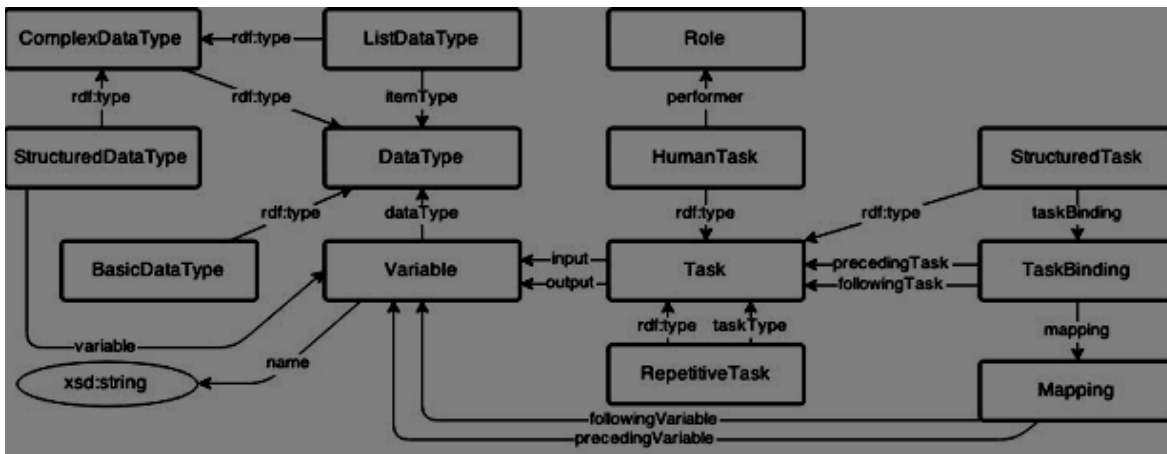 ComplexDataType rdf:type ListDataType Role
rdf:type rdf:type itemType performer
StructuredDataType DataType HumanTask StructuredTask
rdf:type dataType rdf:type rdf:type taskBinding
BasicDataType Variable input Task precedingTask TaskBinding
output followingTask
variable name rdf:type taskType mapping
xsd:string RepetitiveTask Mapping
followingVariable
precedingVariable